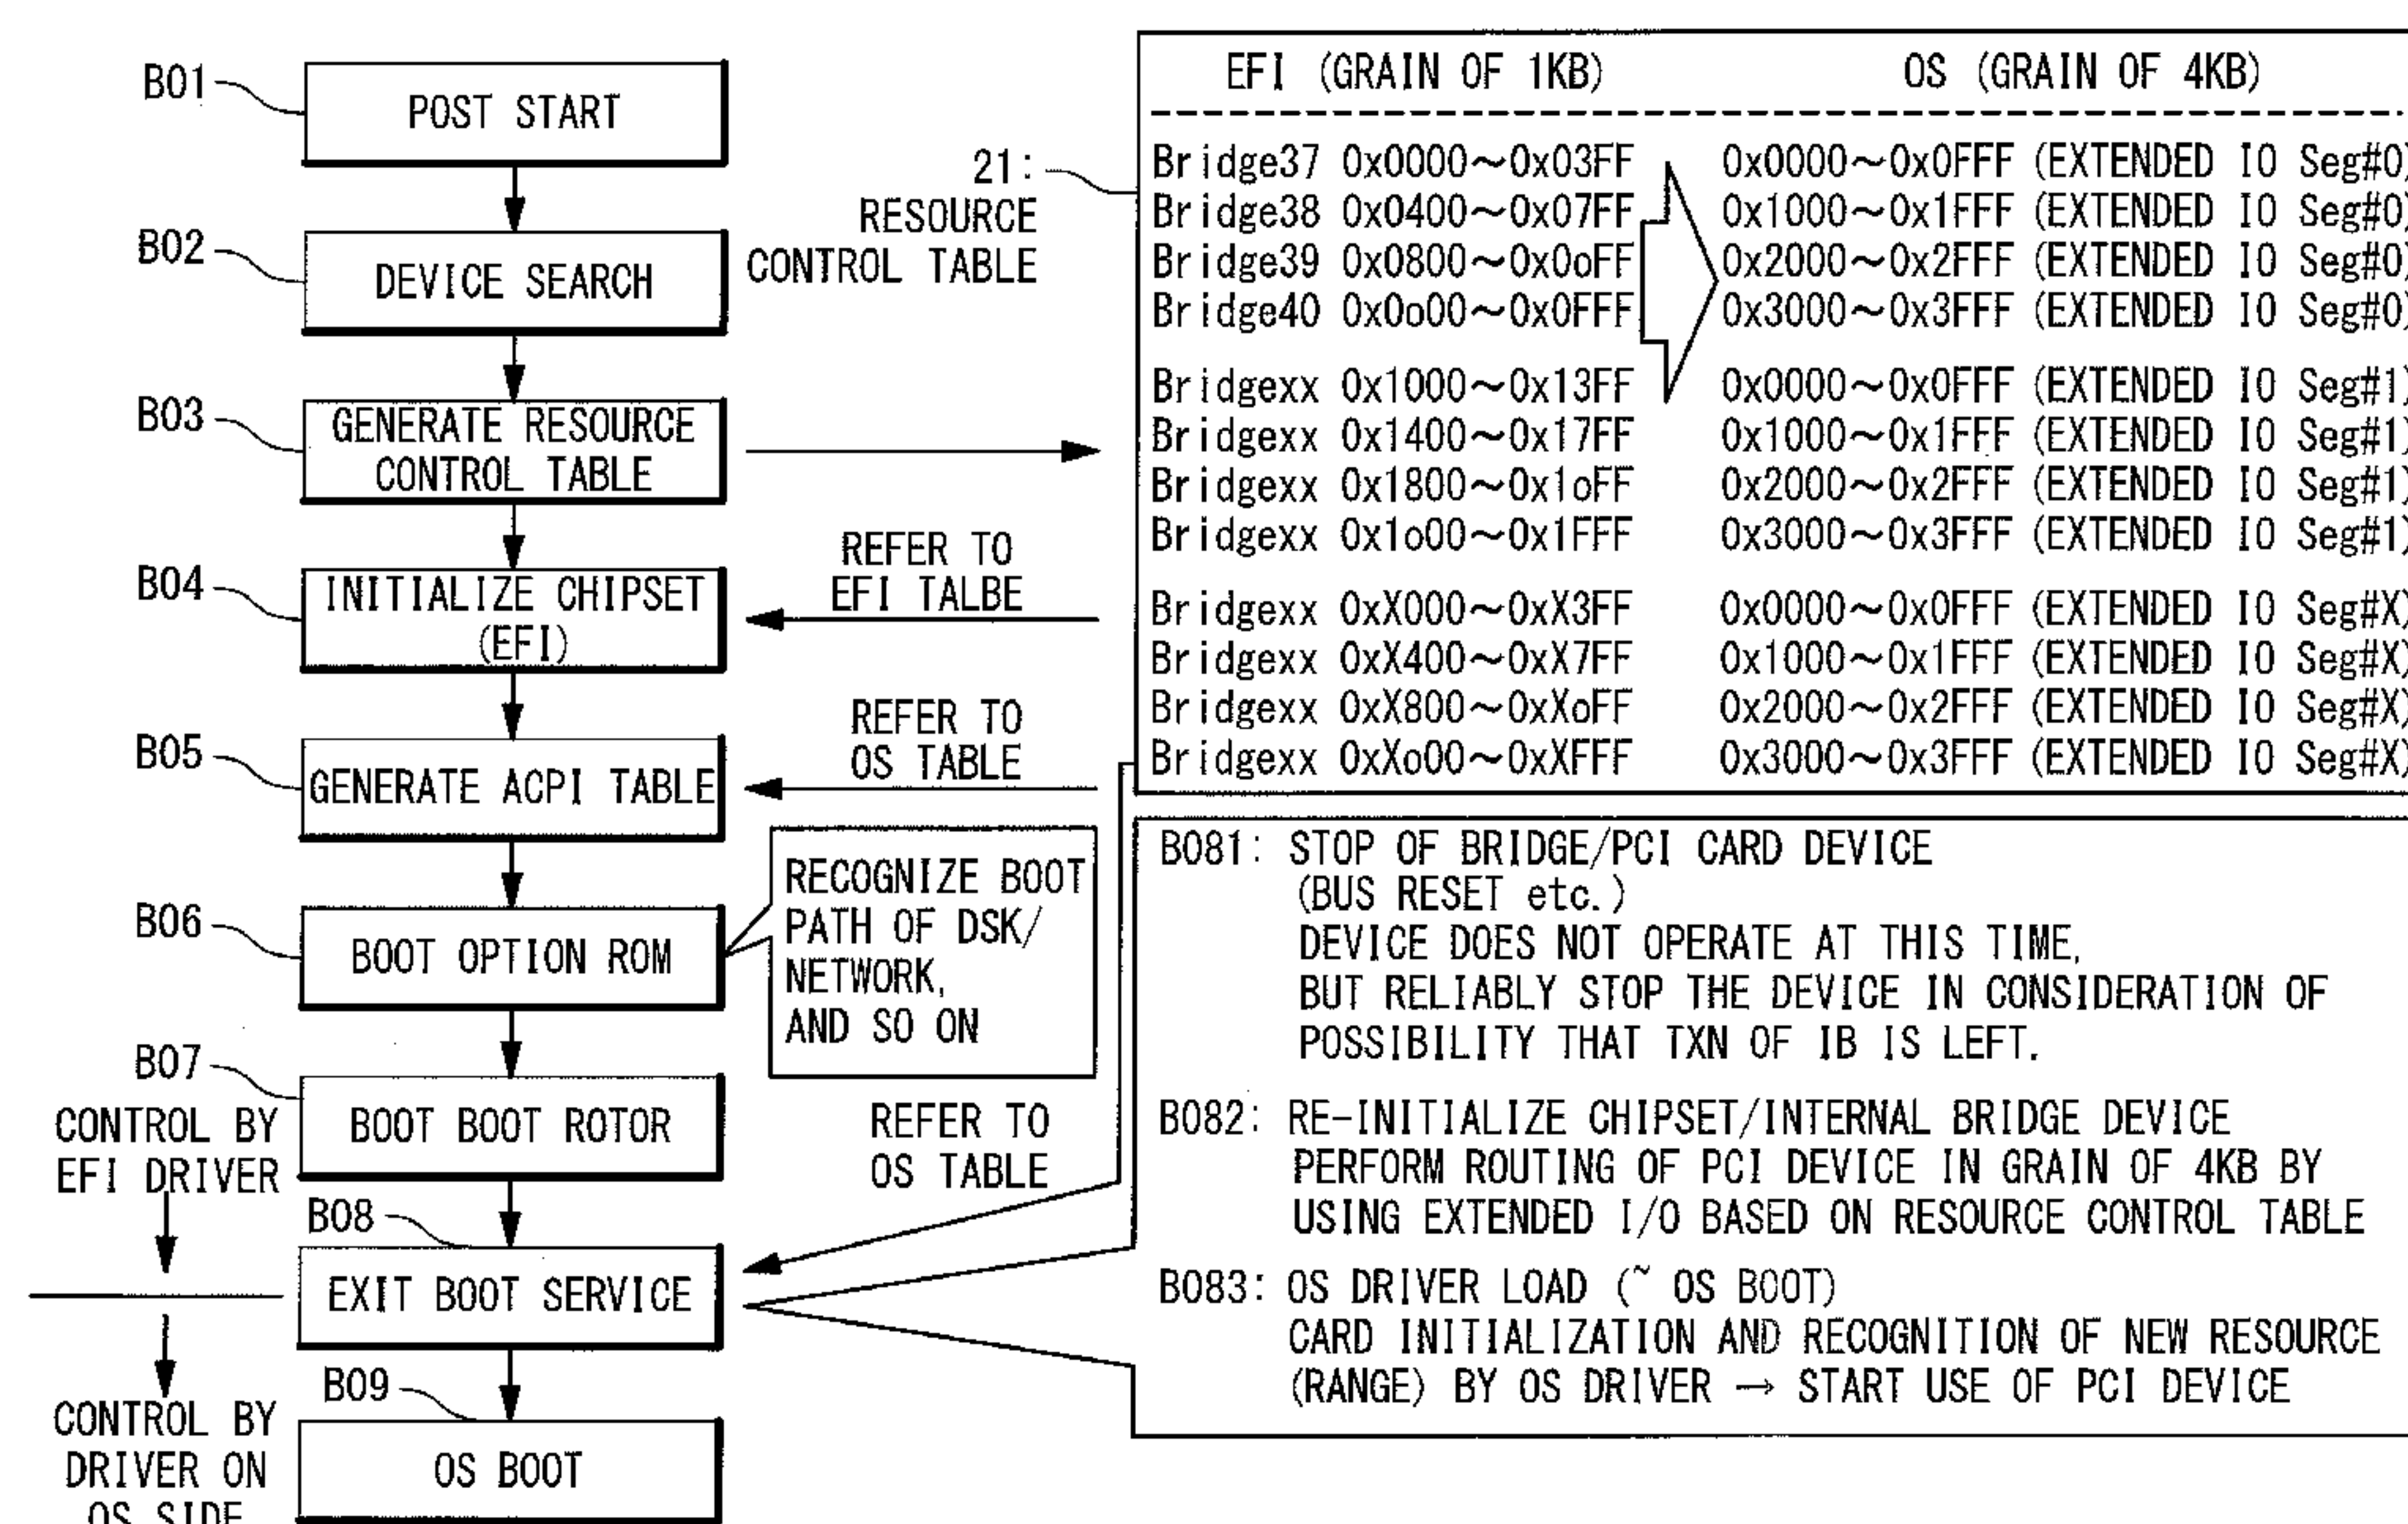 B01
POST START
B02
DEVICE SEARCH
B03
GENERATE RESOURCE
CONTROL TABLE
B04
INITIALIZE CHIPSET
(EFI)
B05
GENERATE ACPI TABLE
B06
BOOT OPTION ROM
RECOGNIZE BOOT
PATH OF DSK/
NETWORK,
AND SO ON
B07
BOOT BOOT ROTOR
CONTROL BY
EFI DRIVER
B08
EXIT BOOT SERVICE
B09
OS BOOT
CONTROL BY
DRIVER ON
OS SIDE
21:
RESOURCE
CONTROL TABLE
REFER TO
EFI TALBE
REFER TO
OS TABLE
REFER TO
OS TABLE
EFI (GRAIN OF 1KB) OS (GRAIN OF 4KB)
Bridge37 0x0000~0x03FF 0x0000~0x0FFF (EXTENDED IO Seg#0)
Bridge38 0x0400~0x07FF 0x1000~0x1FFF (EXTENDED IO Seg#0)
Bridge39 0x0800~0x0oFF 0x2000~0x2FFF (EXTENDED IO Seg#0)
Bridge40 0x0o00~0x0FFF 0x3000~0x3FFF (EXTENDED IO Seg#0)
Bridgexx 0x1000~0x13FF 0x0000~0x0FFF (EXTENDED IO Seg#1)
Bridgexx 0x1400~0x17FF 0x1000~0x1FFF (EXTENDED IO Seg#1)
Bridgexx 0x1800~0x1oFF 0x2000~0x2FFF (EXTENDED IO Seg#1)
Bridgexx 0x1o00~0x1FFF 0x3000~0x3FFF (EXTENDED IO Seg#1)
Bridgexx 0xX000~0xX3FF 0x0000~0x0FFF (EXTENDED IO Seg#X)
Bridgexx 0xX400~0xX7FF 0x1000~0x1FFF (EXTENDED IO Seg#X)
Bridgexx 0xX800~0xXoFF 0x2000~0x2FFF (EXTENDED IO Seg#X)
Bridgexx 0xXo00~0xXFFF 0x3000~0x3FFF (EXTENDED IO Seg#X)
B081: STOP OF BRIDGE/PCI CARD DEVICE
(BUS RESET etc.)
DEVICE DOES NOT OPERATE AT THIS TIME,
BUT RELIABLY STOP THE DEVICE IN CONSIDERATION OF
POSSIBILITY THAT TXN OF IB IS LEFT.
B082: RE-INITIALIZE CHIPSET/INTERNAL BRIDGE DEVICE
PERFORM ROUTING OF PCI DEVICE IN GRAIN OF 4KB BY
USING EXTENDED I/O BASED ON RESOURCE CONTROL TABLE
B083: OS DRIVER LOAD (~ OS BOOT)
CARD INITIALIZATION AND RECOGNITION OF NEW RESOURCE
(RANGE) BY OS DRIVER → START USE OF PCI DEVICE